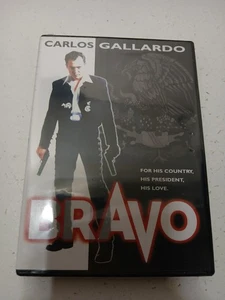 CARLOS GALLARDO
FOR HIS COUNTRY,
HIS PRESIDENT,
HIS LOVE.
BRAVO